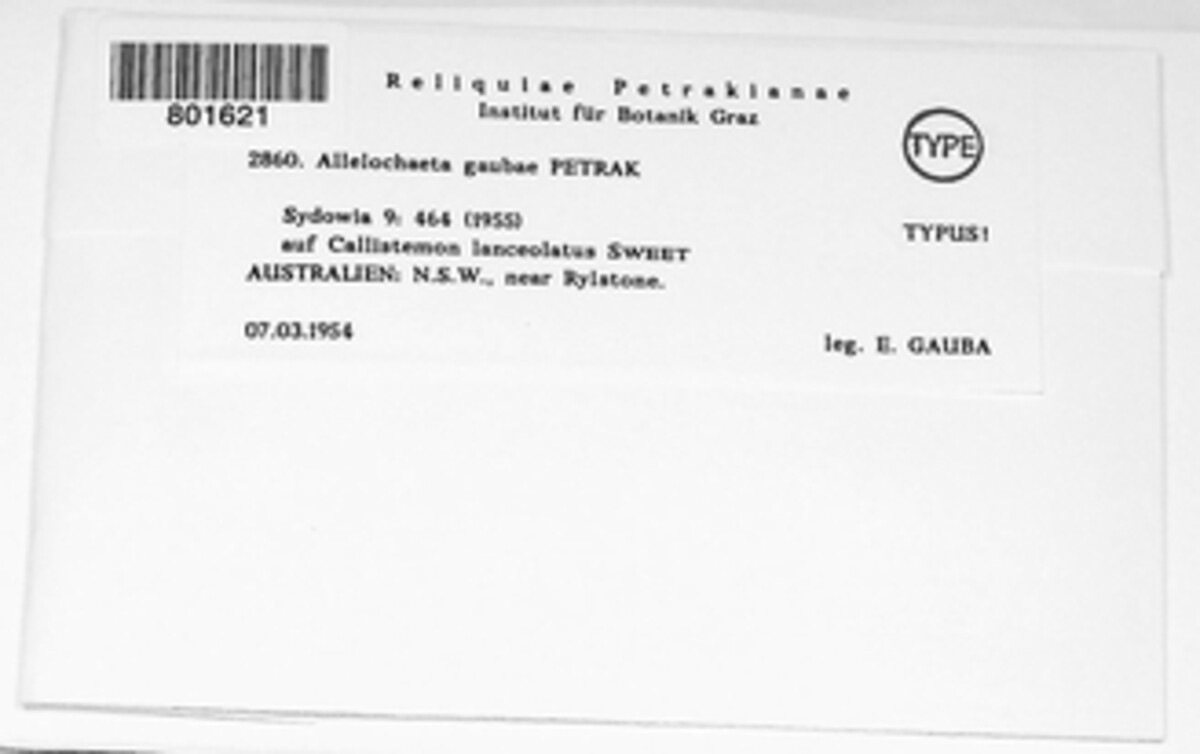 801621
Reliquiae Petrakianae
Institut für Botanik Graz
TYPE
2860. Allelochaeta gaubae PETRAK
Sydowia 9: 464 (1955)
TYPUS!
auf Callistemon lanceolatus SWEET
AUSTRALIEN: N.S.W., near Rylstone.
07.03.1954
leg. E. GAUBA